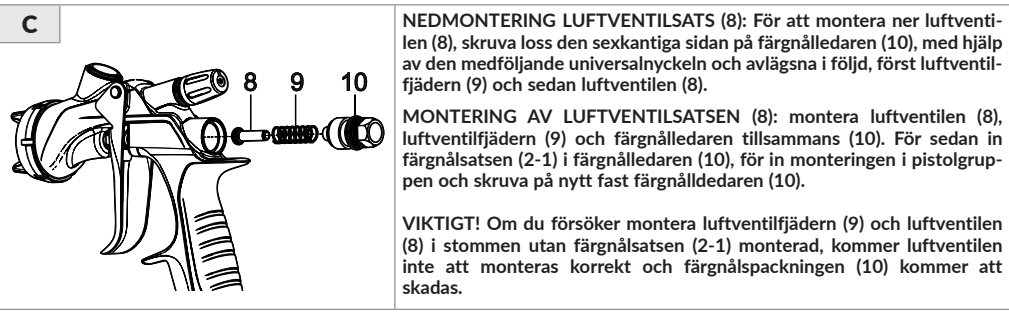 C
8 9 10
NEDMONTERING LUFTVENTILSATS (8): För att montera ner luftventi-
len (8), skruva loss den sexkantiga sidan på färgnålledaren (10), med hjälp
av den medföljande universalnyckeln och avlägsna i följd, först luftventil-
fjädern (9) och sedan luftventilen (8).
MONTERING AV LUFTVENTILSATSEN (8): montera luftventilen (8),
luftventilfjädern (9) och färgnålledaren tillsammans (10). För sedan in
färgnålsatsen (2-1) i färgnålledaren (10), för in monteringen i pistolgrup-
pen och skruva på nytt fast färgnålldedaren (10).
VIKTIGT! Om du försöker montera luftventilfjädern (9) och luftventilen
(8) i stommen utan färgnålsatsen (2-1) monterad, kommer luftventilen
inte att monteras korrekt och färgnålspackningen (10) kommer att
skadas.